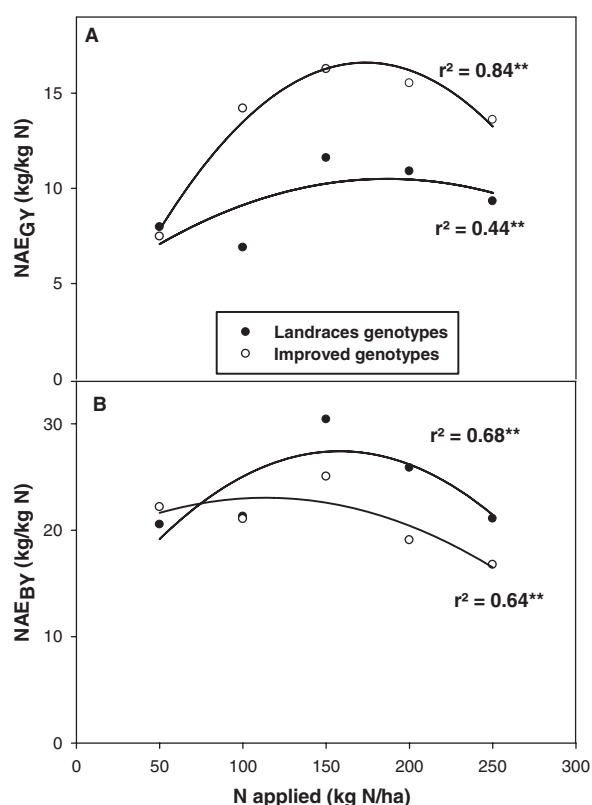 A
r² = 0.84**
15
NAE_GY (kg/kg N)
10
r² = 0.44**
5
Landraces genotypes
Improved genotypes
0
B
30
r² = 0.68**
20
NAE_BY (kg/kg N)
r² = 0.64**
10
0
0 50 100 150 200 250 300
N applied (kg N/ha)